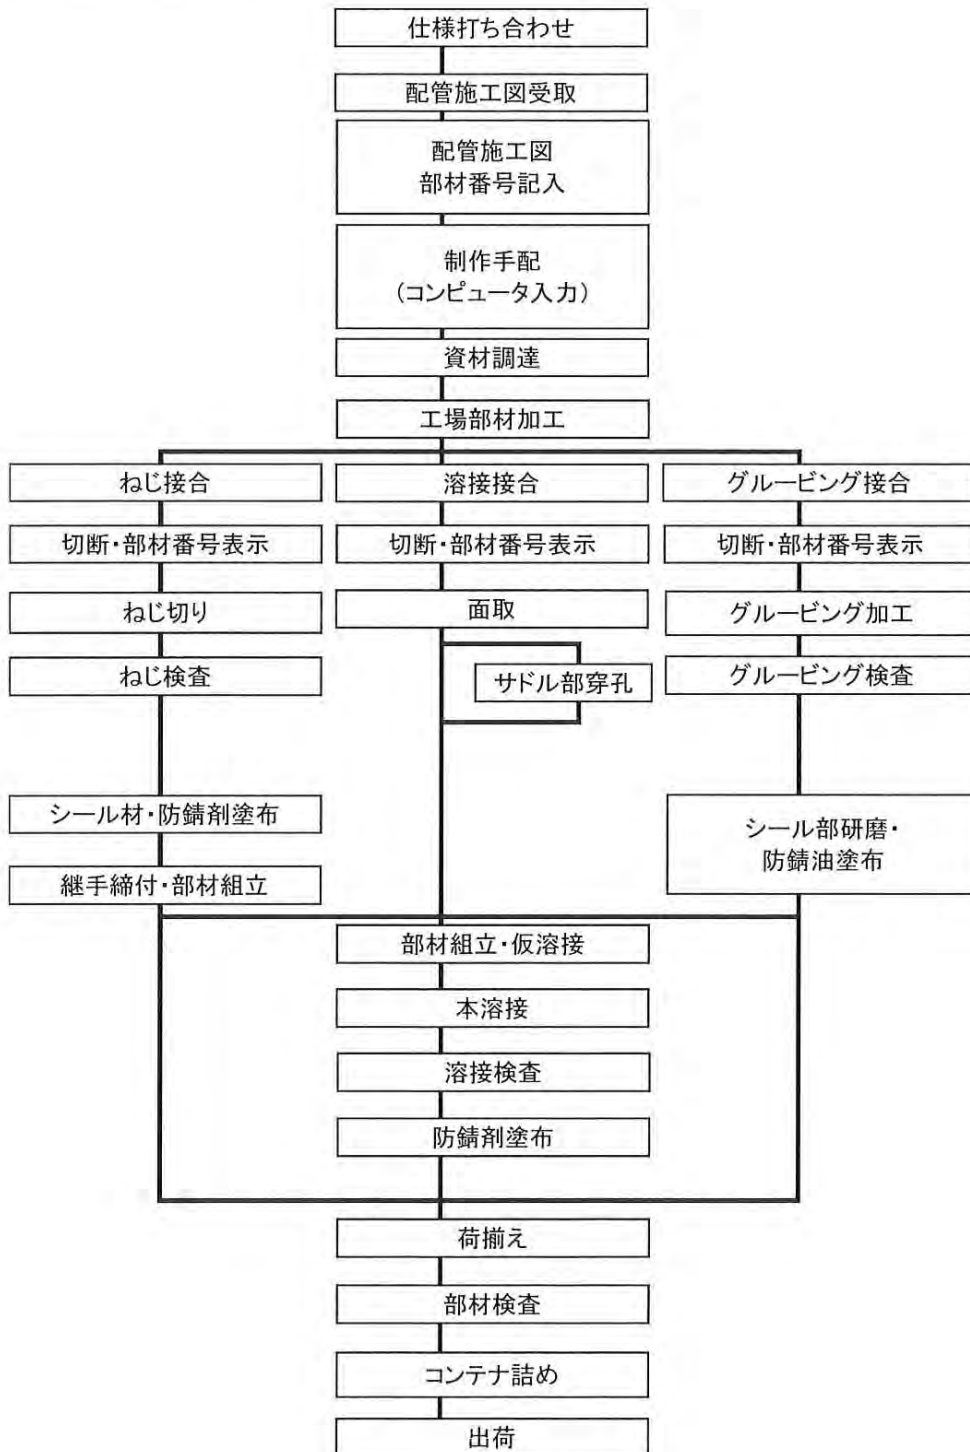 仕様打ち合わせ
配管施工図受取
配管施工図
部材番号記入
制作手配
(コンピュータ入力)
資材調達
工場部材加工
ねじ接合
溶接接合
グルービング接合
切断・部材番号表示
切断・部材番号表示
切断・部材番号表示
ねじ切り
面取
グルービング加工
ねじ検査
サドル部穿孔
グルービング検査
シール材・防錆剤塗布
シール部研磨・
防錆油塗布
継手締付・部材組立
部材組立・仮溶接
本溶接
溶接検査
防錆剤塗布
荷揃え
部材検査
コンテナ詰め
出荷